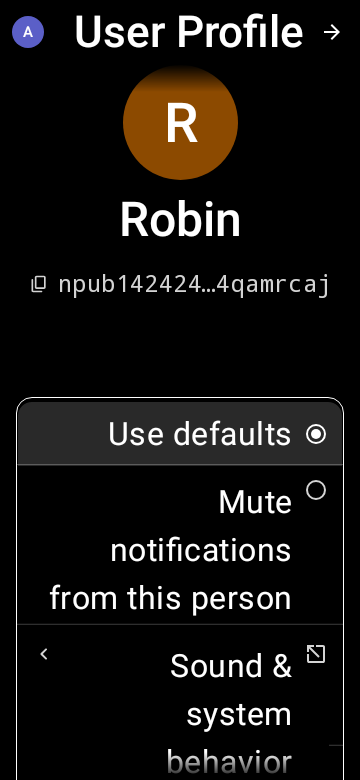 A
User Profile
R
Robin
npub142424…4qamrcaj
Use defaults
Mute
notifications
from this person
Sound &
system
behavior